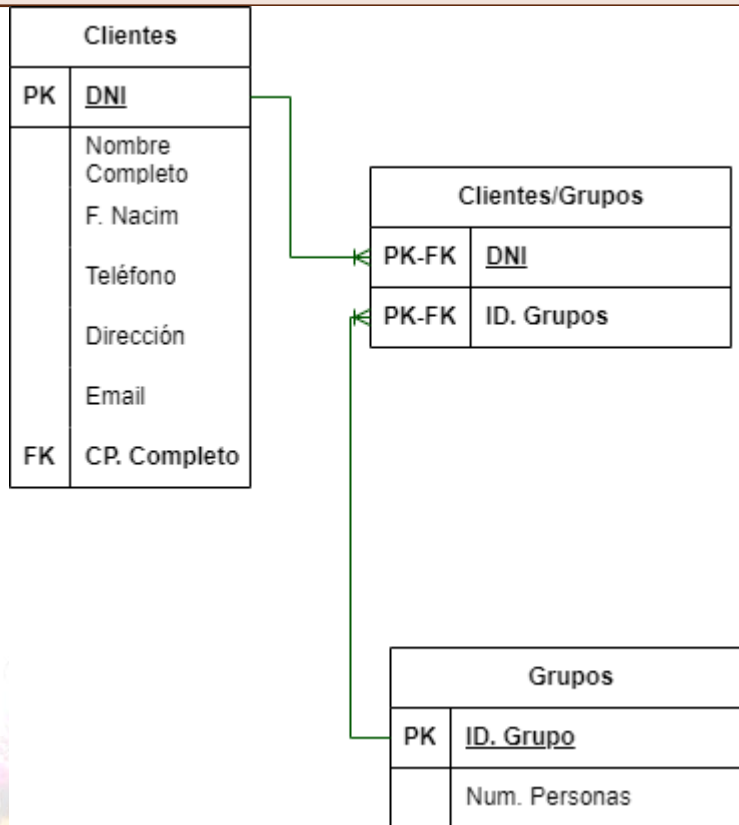 Clientes
PK DNI
Nombre
Completo
F. Nacim
Teléfono
Dirección
Email
FK CP. Completo
Clientes/Grupos
PK-FK DNI
PK-FK ID. Grupos
Grupos
PK ID. Grupo
Num. Personas